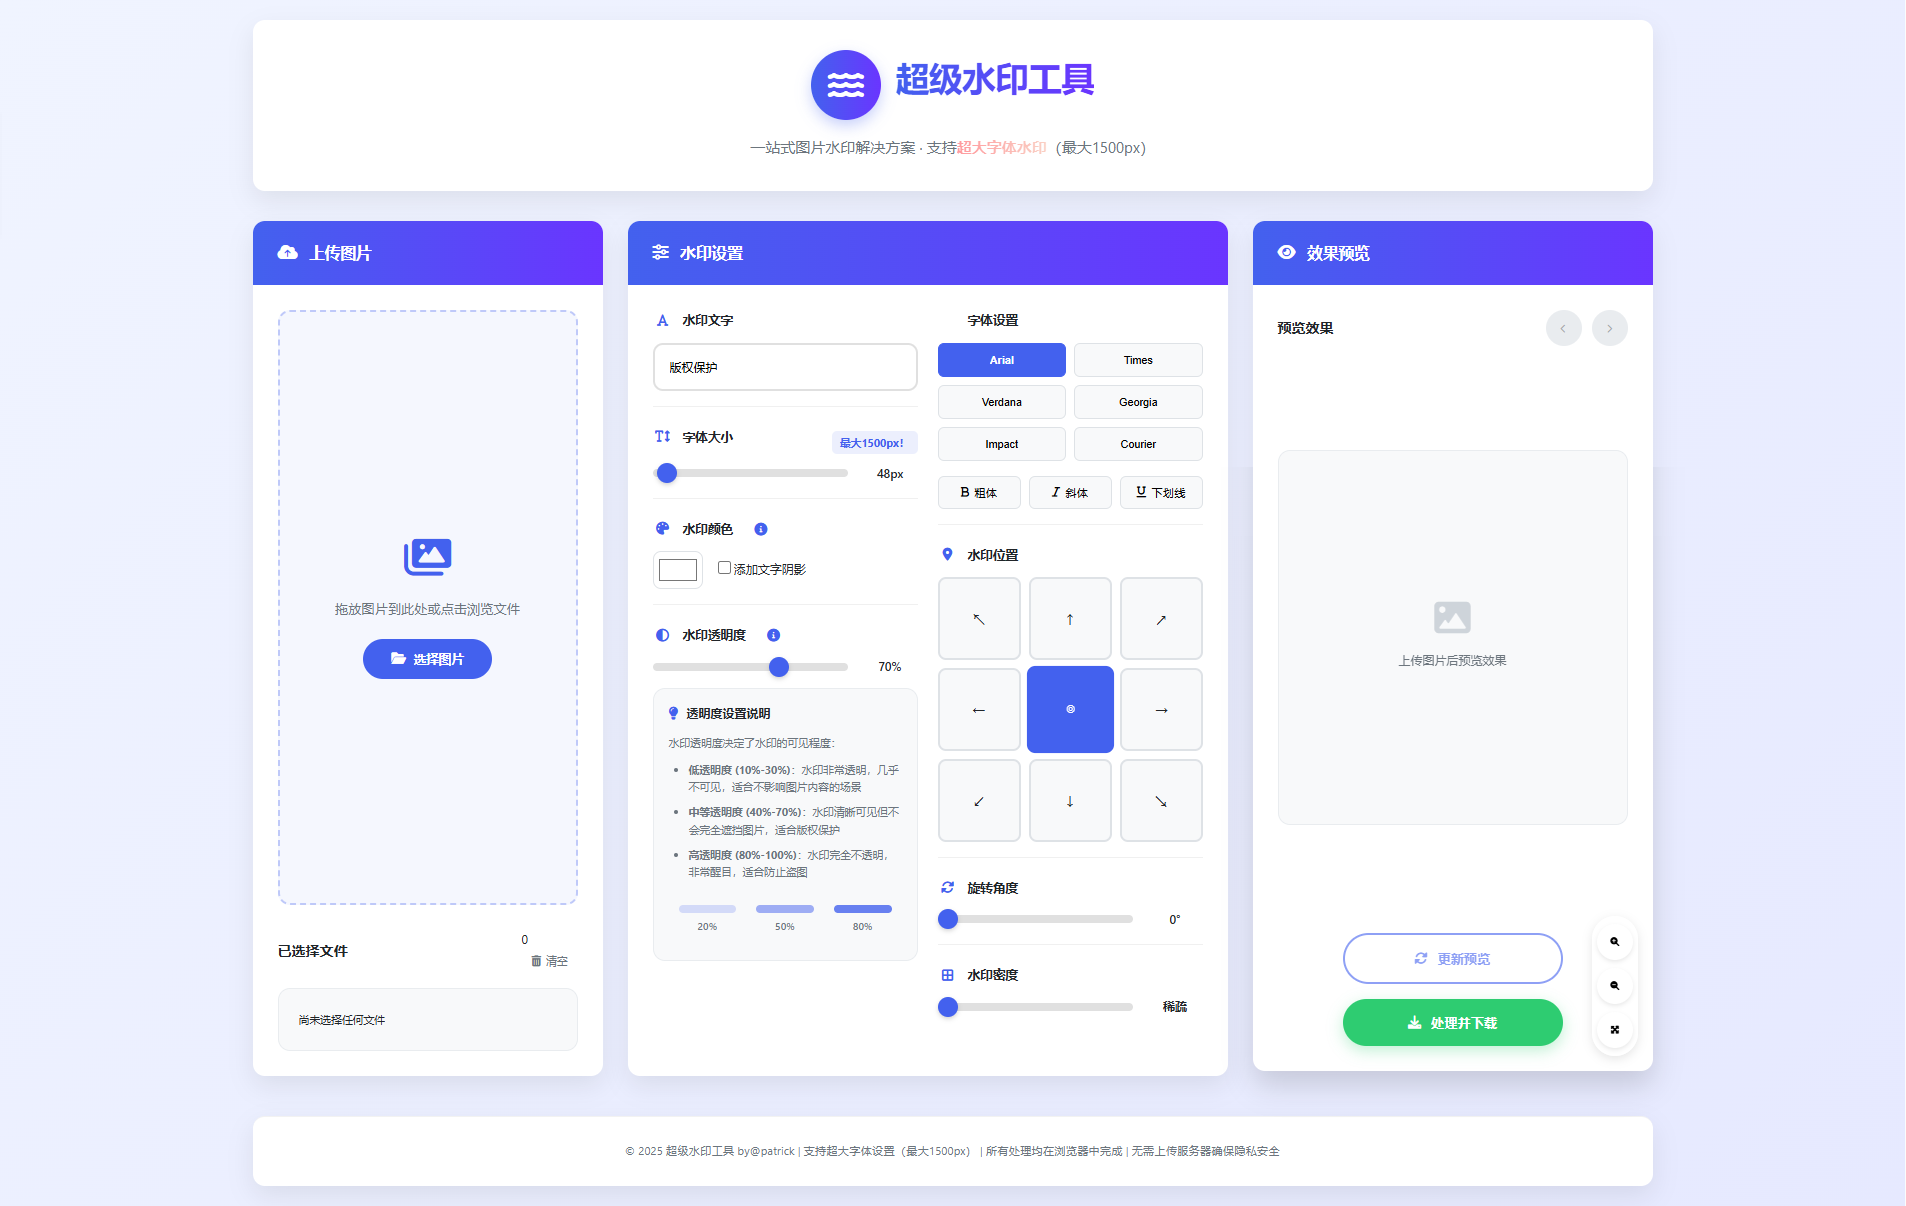 超级水印工具
一站式图片水印解决方案 · 支持超大字体水印（最大1500px）
上传图片
拖放图片到此处或点击浏览文件
选择图片
已选择文件
0
清空
尚未选择任何文件
水印设置
水印文字
版权保护
字体大小
最大1500px!
48px
水印颜色
添加文字阴影
水印透明度
70%
透明度设置说明
水印透明度决定了水印的可见程度：
• 低透明度 (10%-30%)：水印非常透明，几乎
不可见，适合不影响图片内容的场景
• 中等透明度 (40%-70%)：水印清晰可见但不
会完全遮挡图片，适合版权保护
• 高透明度 (80%-100%)：水印完全不透明，
非常醒目，适合防止盗图
20% 50% 80%
字体设置
Arial Times
Verdana Georgia
Impact Courier
B 粗体 I 斜体 U 下划线
水印位置
↖ ↑ ↗
← ◎ →
↙ ↓ ↘
旋转角度
0°
水印密度
稀疏
效果预览
预览效果
上传图片后预览效果
更新预览
处理并下载
© 2025 超级水印工具 by@patrick | 支持超大字体设置（最大1500px） | 所有处理均在浏览器中完成 | 无需上传服务器确保隐私安全